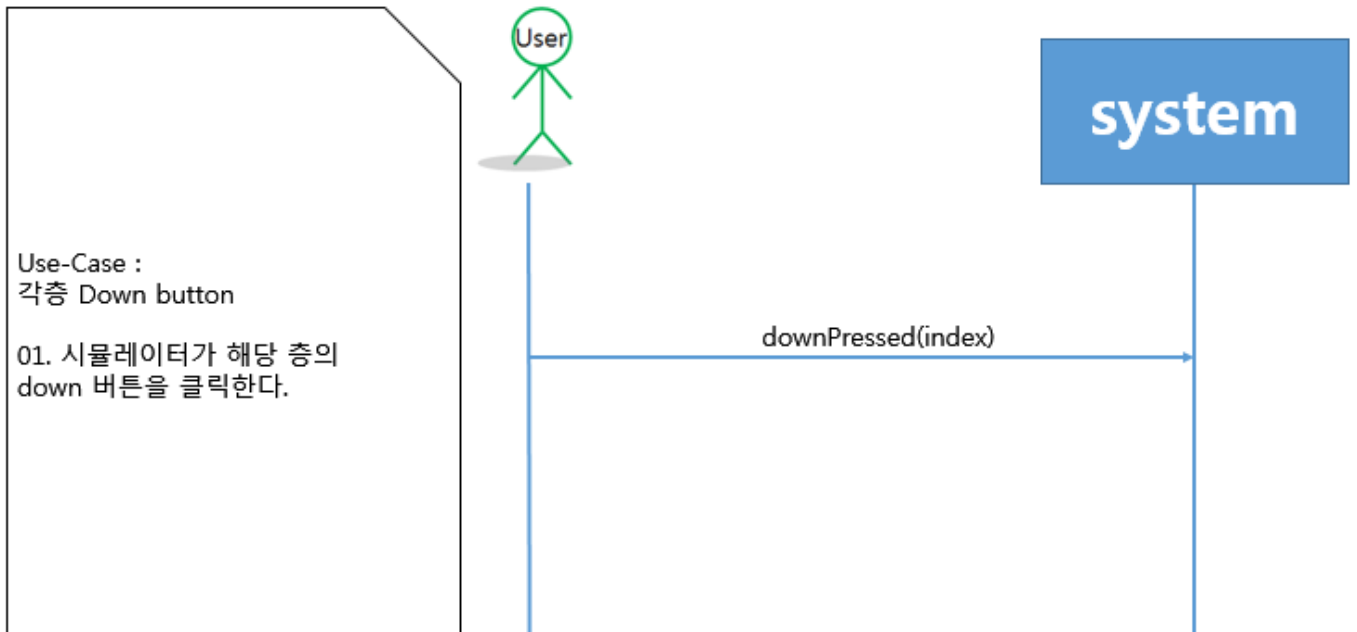 User
system
Use-Case :
각층 Down button
01. 시뮬레이터가 해당 층의
down 버튼을 클릭한다.
downPressed(index)